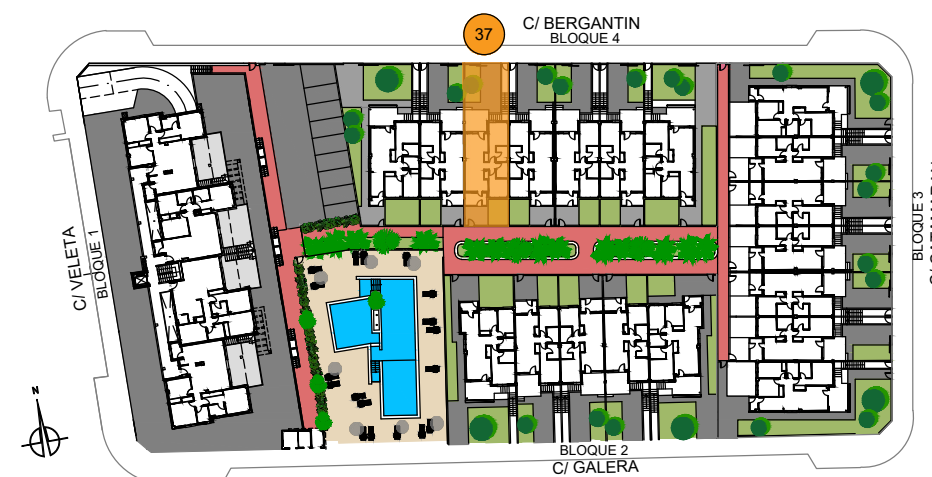 37
C/ BERGANTIN
BLOQUE 4
C/ VELETA
BLOQUE 1
BLOQUE 3
N
BLOQUE 2
C/ GALERA